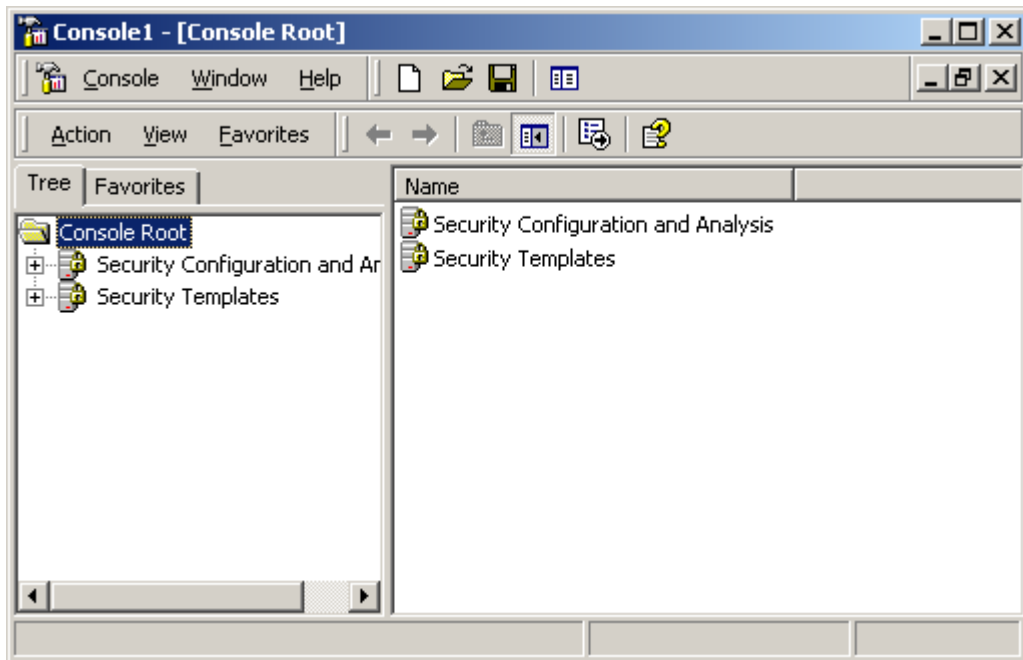 Console1 - [Console Root]
Console Window Help
Action View Favorites
Tree Favorites
Name
Console Root
Security Configuration and Ar
Security Templates
Security Configuration and Analysis
Security Templates